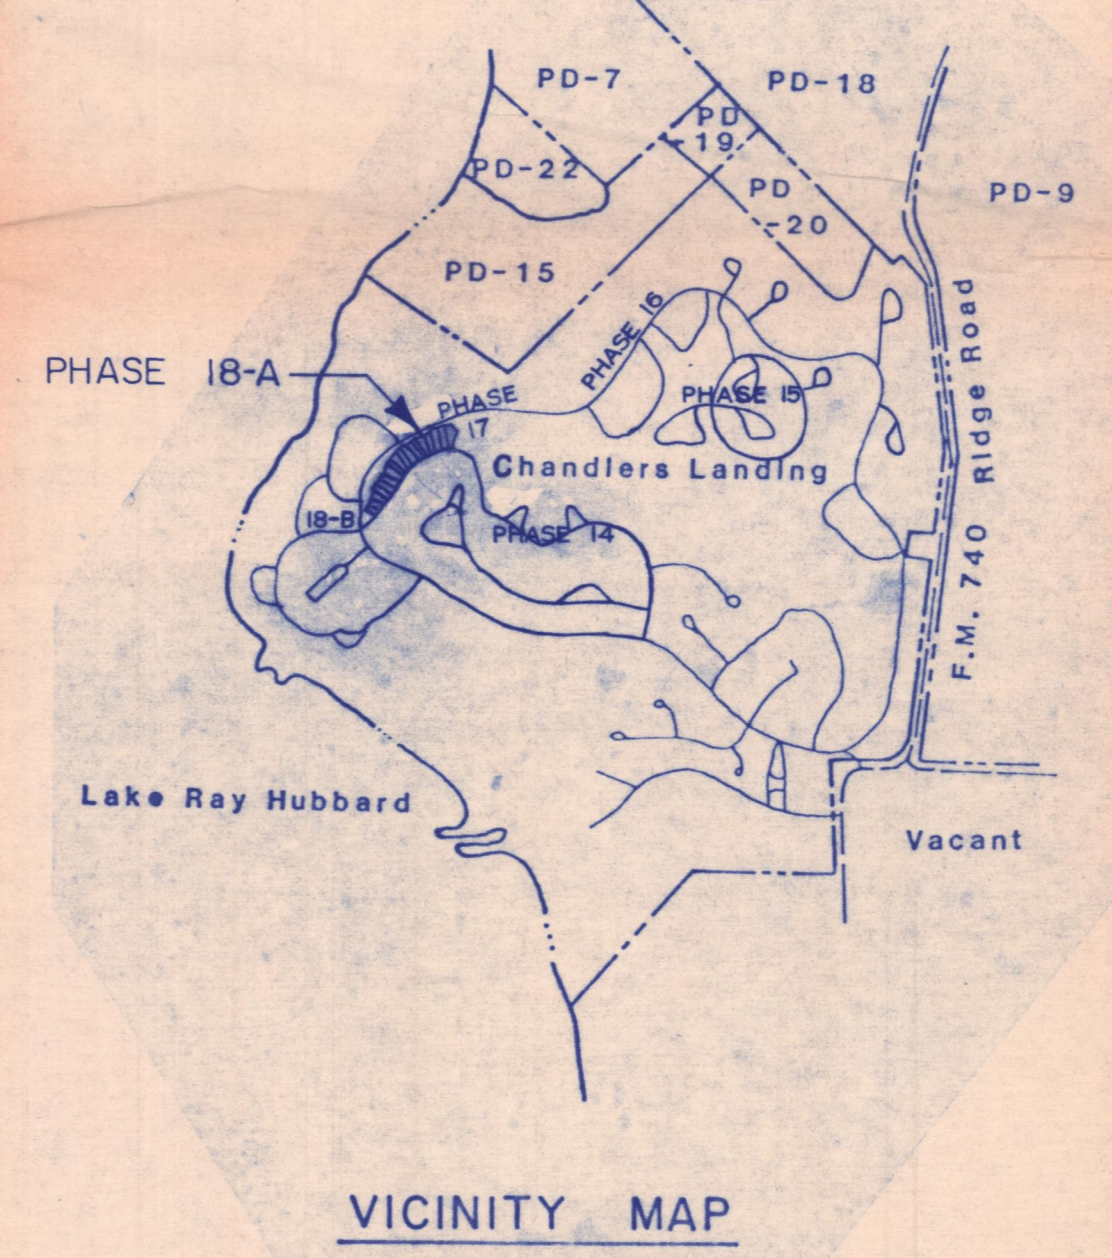 PD-7
PD-18
PD
-19
PD-22
PD
-20
PD-9
PD-15
PHASE 16
PHASE 18-A
PHASE
17
PHASE 15
Chandlers Landing
18-B
PHASE 14
F.M. 740 Ridge Road
Lake Ray Hubbard
Vacant
VICINITY MAP